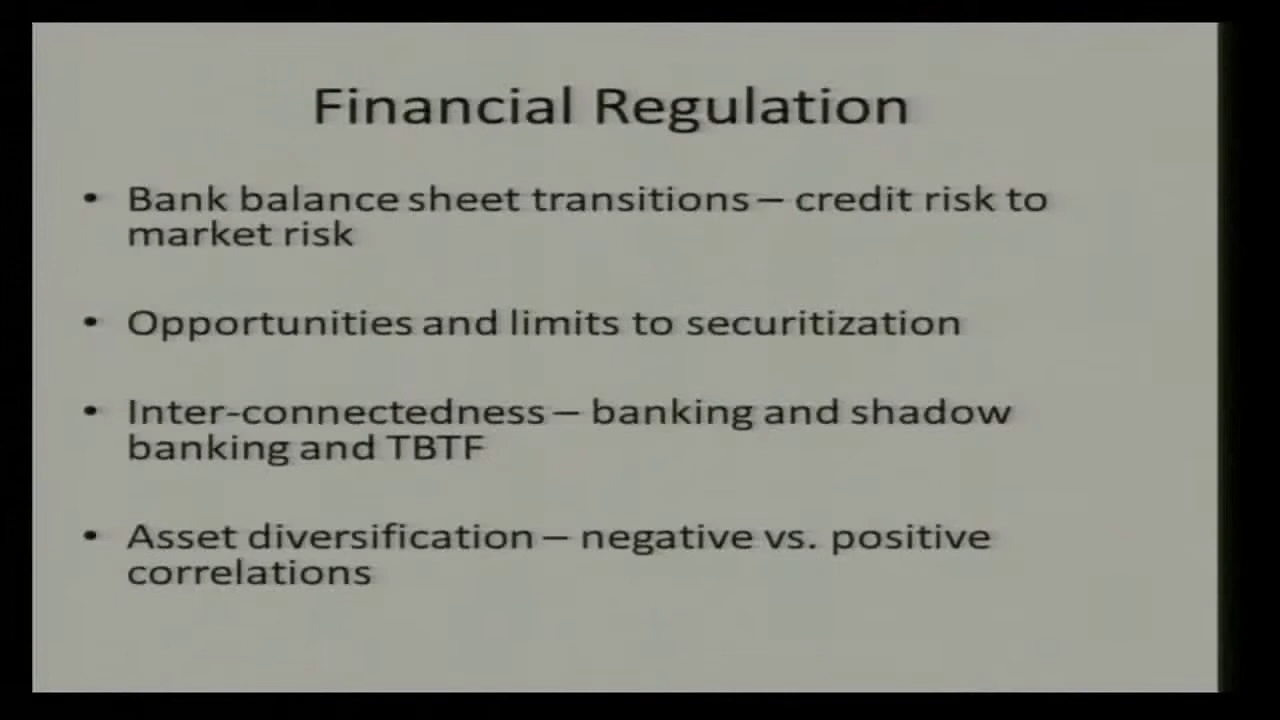 Financial Regulation
• Bank balance sheet transitions – credit risk to
market risk
• Opportunities and limits to securitization
• Inter-connectedness – banking and shadow
banking and TBTF
• Asset diversification – negative vs. positive
correlations